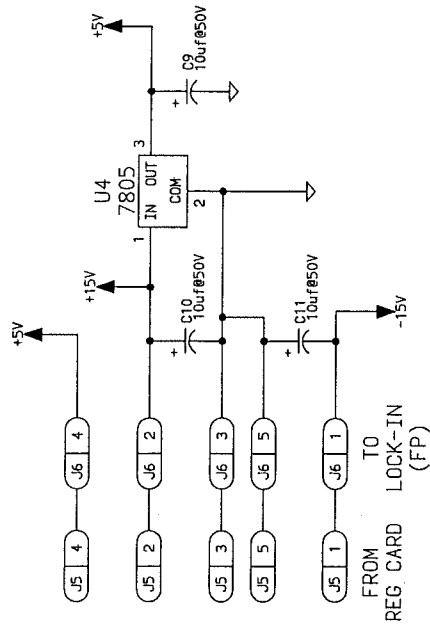 +5V
C9
10uf@50V
+
U4
7805
3
IN OUT
COM
1
2
+15V
C10
10uf@50V
+
C11
10uf@50V
+
-15V
+5V
J5 4
J6 4
J5 2
J6 2
J5 3
J6 3
J5 5
J6 5
J5 1
J6 1
FROM
REG CARD
TO
LOCK-IN
(FP)